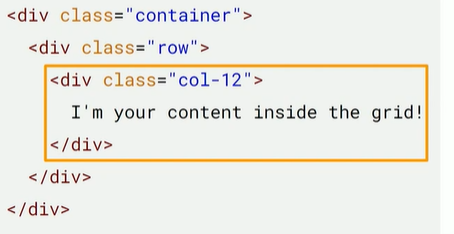 <div class="container">
<div class="row">
<div class="col-12">
I'm your content inside the grid!
</div>
</div>
</div>